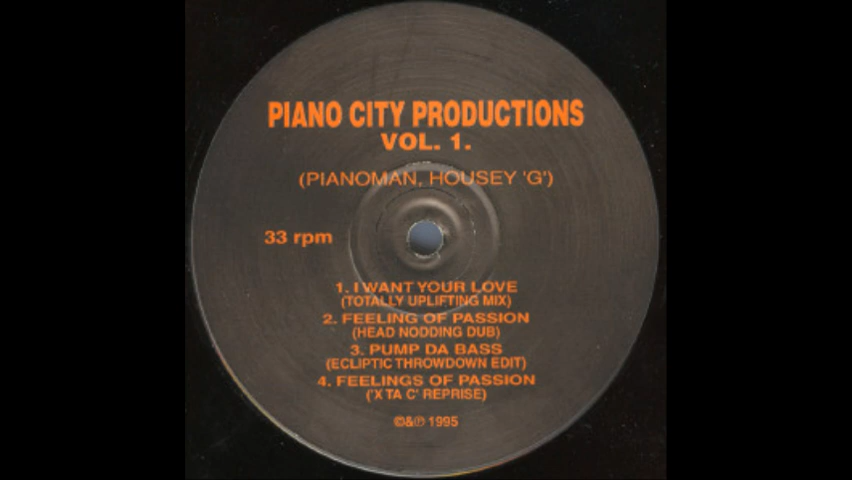 PIANO CITY PRODUCTIONS
VOL. 1.
(PIANOMAN, HOUSEY 'G')
33 rpm
1. I WANT YOUR LOVE
(TOTALLY UPLIFTING MIX)
2. FEELING OF PASSION
(HEAD NODDING DUB)
3. PUMP DA BASS
(ECLIPTIC THROWDOWN EDIT)
4. FEELINGS OF PASSION
('X TA C' REPRISE)
©&℗ 1995